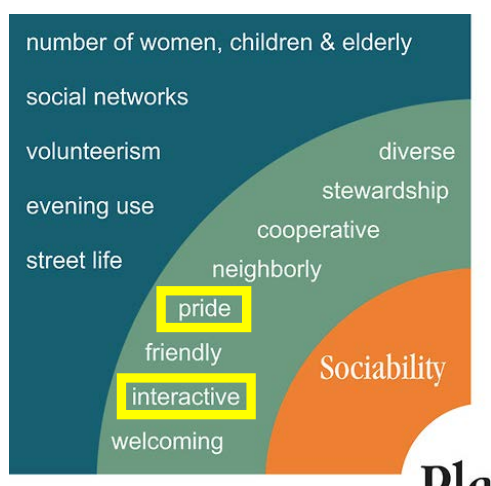 number of women, children & elderly
social networks
volunteerism
evening use
street life
diverse
stewardship
cooperative
neighborly
pride
friendly
interactive
welcoming
Sociability